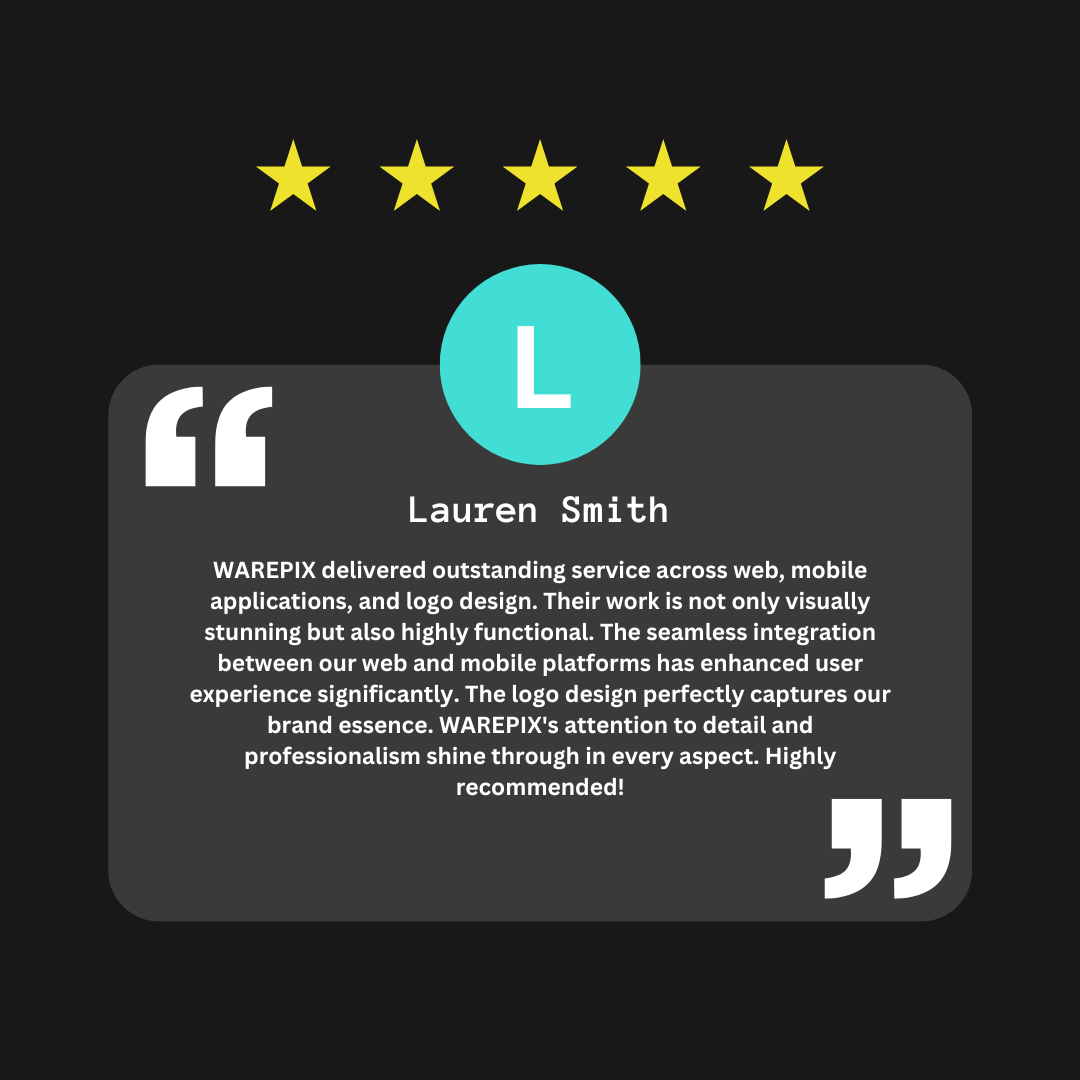 L
“
Lauren Smith
WAREPIX delivered outstanding service across web, mobile
applications, and logo design. Their work is not only visually
stunning but also highly functional. The seamless integration
between our web and mobile platforms has enhanced user
experience significantly. The logo design perfectly captures our
brand essence. WAREPIX's attention to detail and
professionalism shine through in every aspect. Highly
recommended!
”